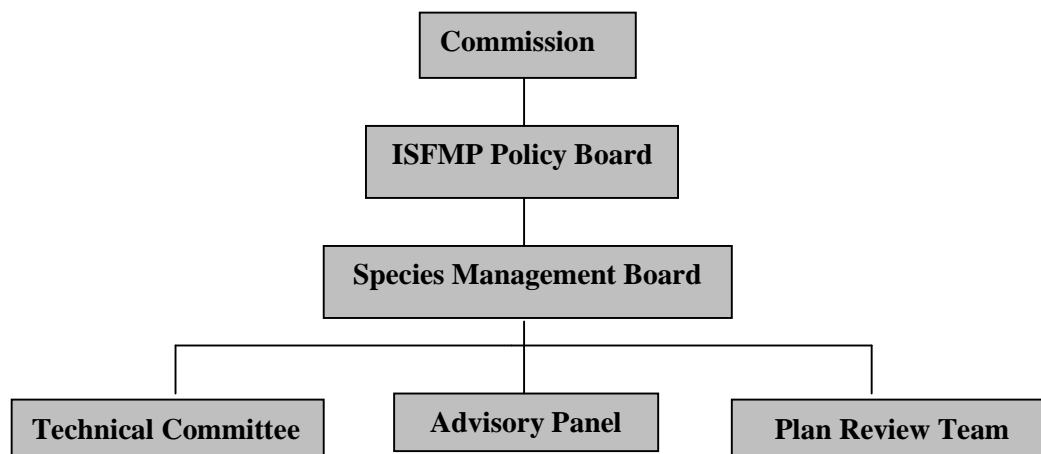 Commission
ISFMP Policy Board
Species Management Board
Technical Committee
Advisory Panel
Plan Review Team